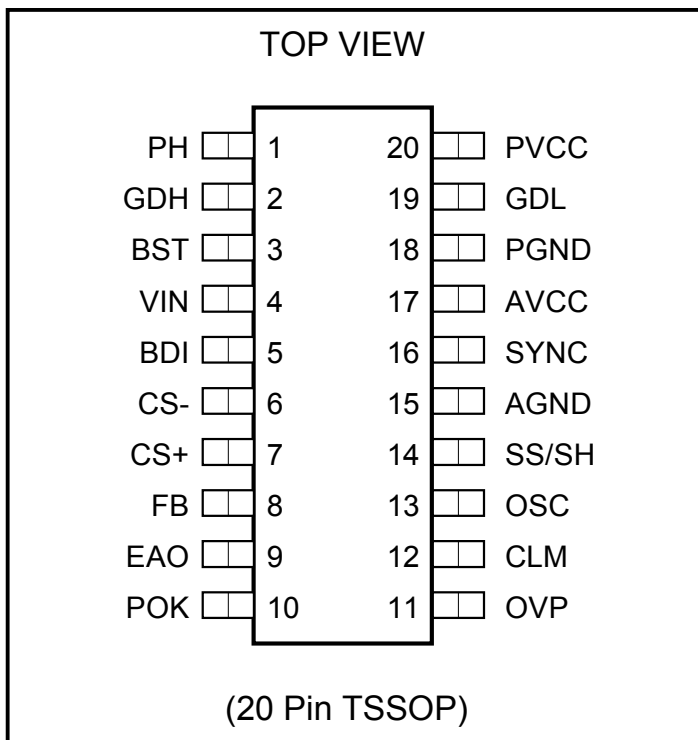 TOP VIEW
PH 1 20 PVCC
GDH 2 19 GDL
BST 3 18 PGND
VIN 4 17 AVCC
BDI 5 16 SYNC
CS- 6 15 AGND
CS+ 7 14 SS/SH
FB 8 13 OSC
EAO 9 12 CLM
POK 10 11 OVP
(20 Pin TSSOP)